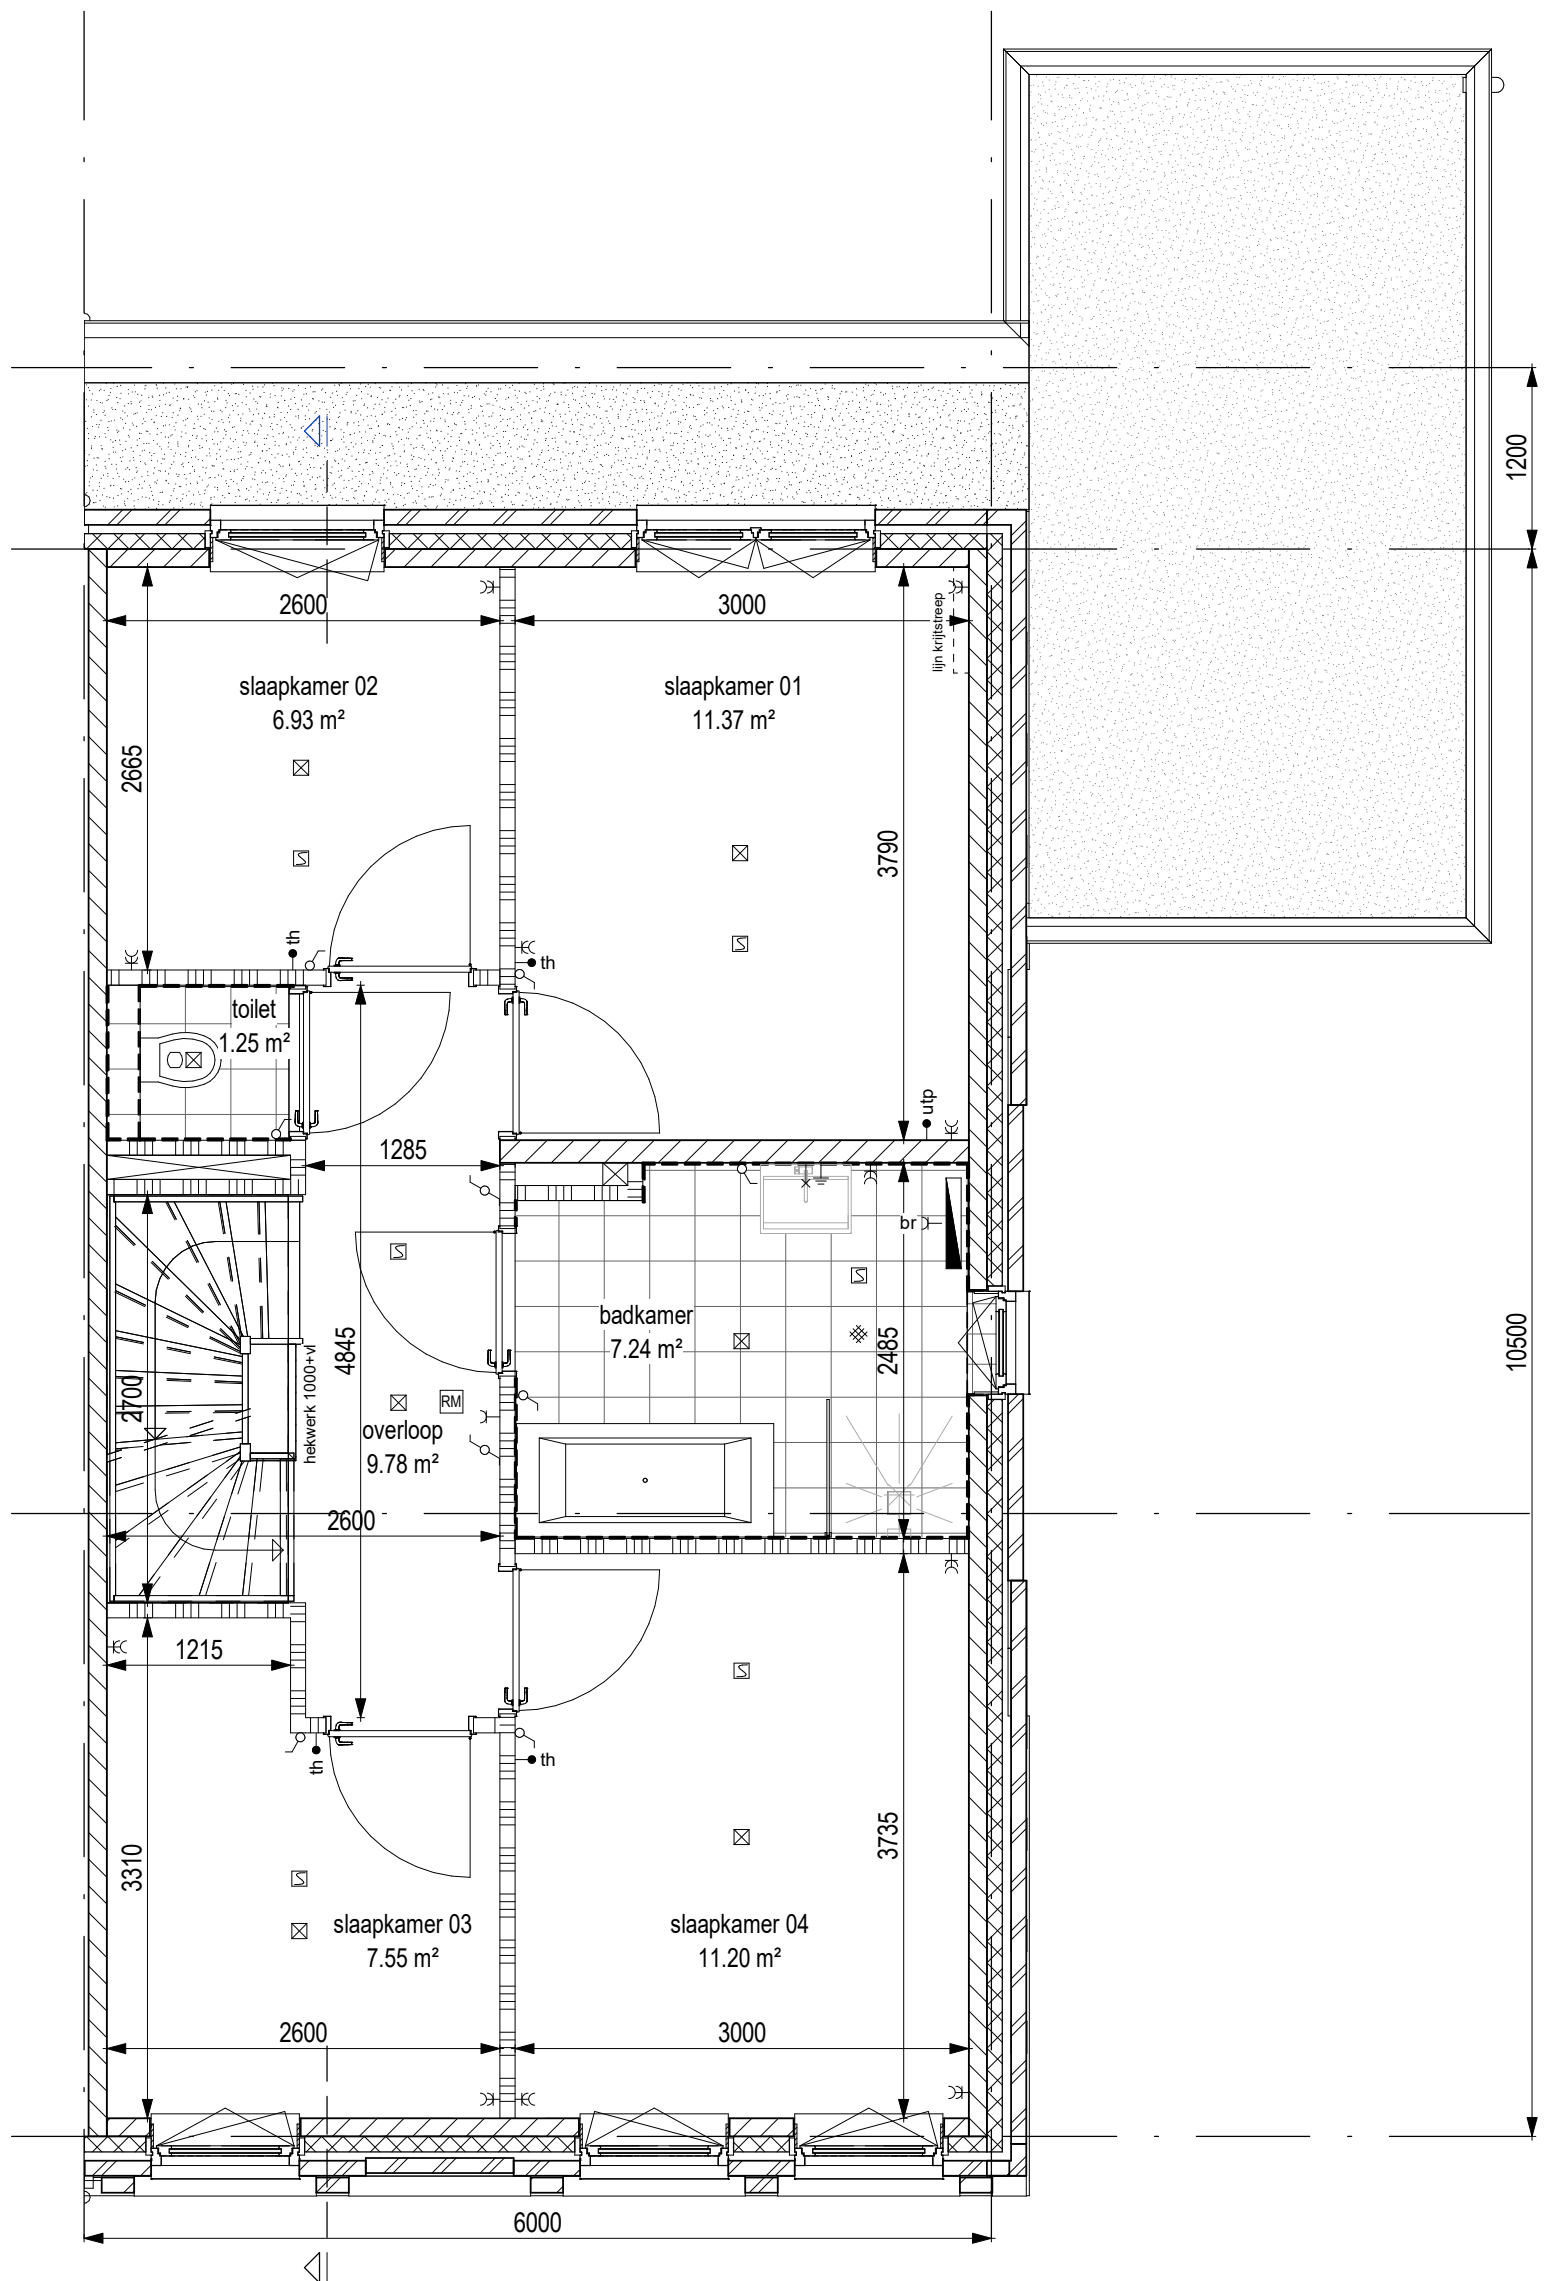 1200
2600
3000
lijn krijtstreep
slaapkamer 02
6.93 m²
slaapkamer 01
11.37 m²
2665
3790
th
th
toilet
1.25 m²
utp
1285
br
badkamer
7.24 m²
2485
10500
4845
hekwerk 1000+vl
2700
RM
overloop
9.78 m²
2600
1215
th
th
3310
3735
slaapkamer 03
7.55 m²
slaapkamer 04
11.20 m²
2600
3000
6000